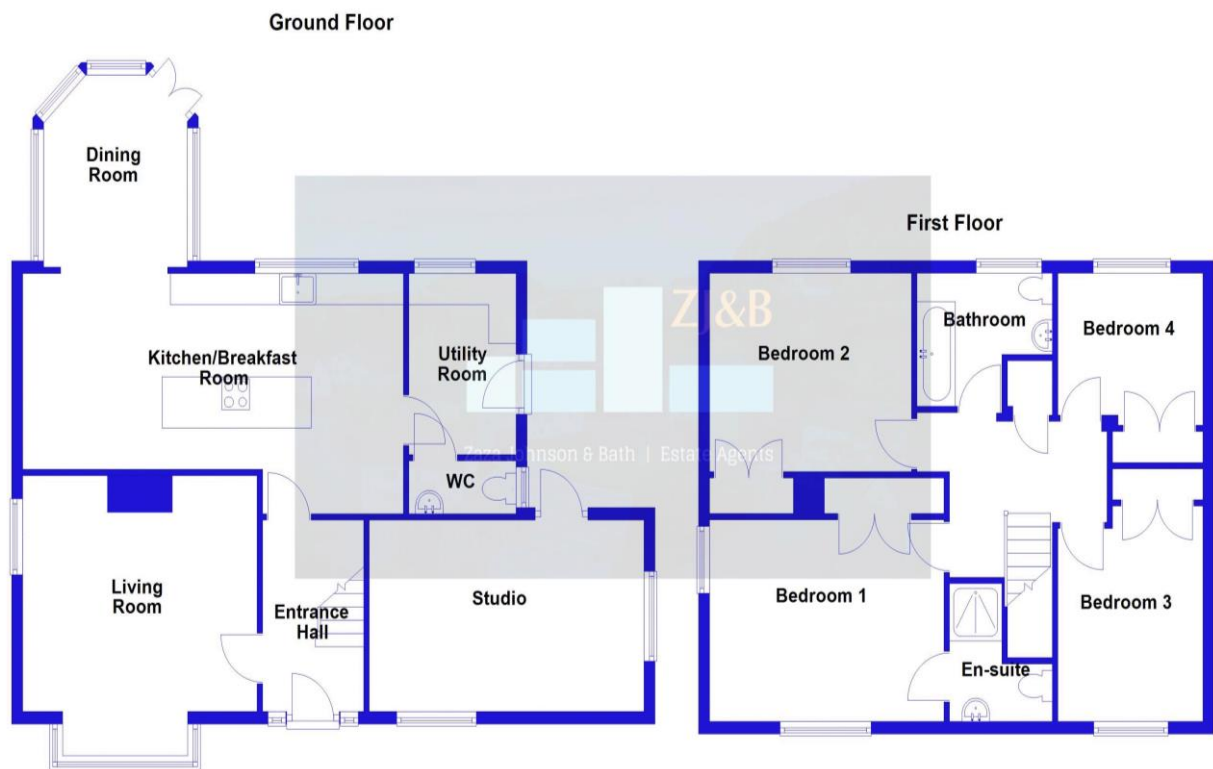 Ground Floor
Dining
Room
Kitchen/Breakfast
Room
Utility
Room
WC
Living
Room
Entrance
Hall
Studio
First Floor
ZJ&B
Zaza Johnson & Bath | Estate Agents
Bedroom 2
Bathroom
Bedroom 4
Bedroom 1
Bedroom 3
En-suite